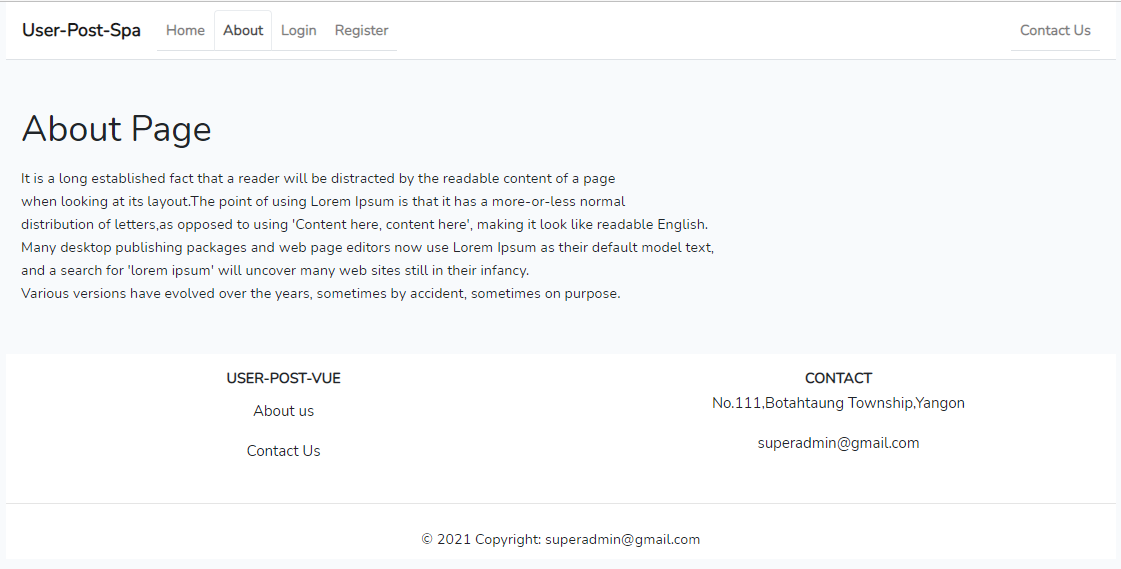 User-Post-Spa Home About Login Register Contact Us
About Page
It is a long established fact that a reader will be distracted by the readable content of a page
when looking at its layout.The point of using Lorem Ipsum is that it has a more-or-less normal
distribution of letters,as opposed to using 'Content here, content here', making it look like readable English.
Many desktop publishing packages and web page editors now use Lorem Ipsum as their default model text,
and a search for 'lorem ipsum' will uncover many web sites still in their infancy.
Various versions have evolved over the years, sometimes by accident, sometimes on purpose.
USER-POST-VUE
About us
Contact Us
CONTACT
No.111,Botahtaung Township,Yangon
superadmin@gmail.com
© 2021 Copyright: superadmin@gmail.com